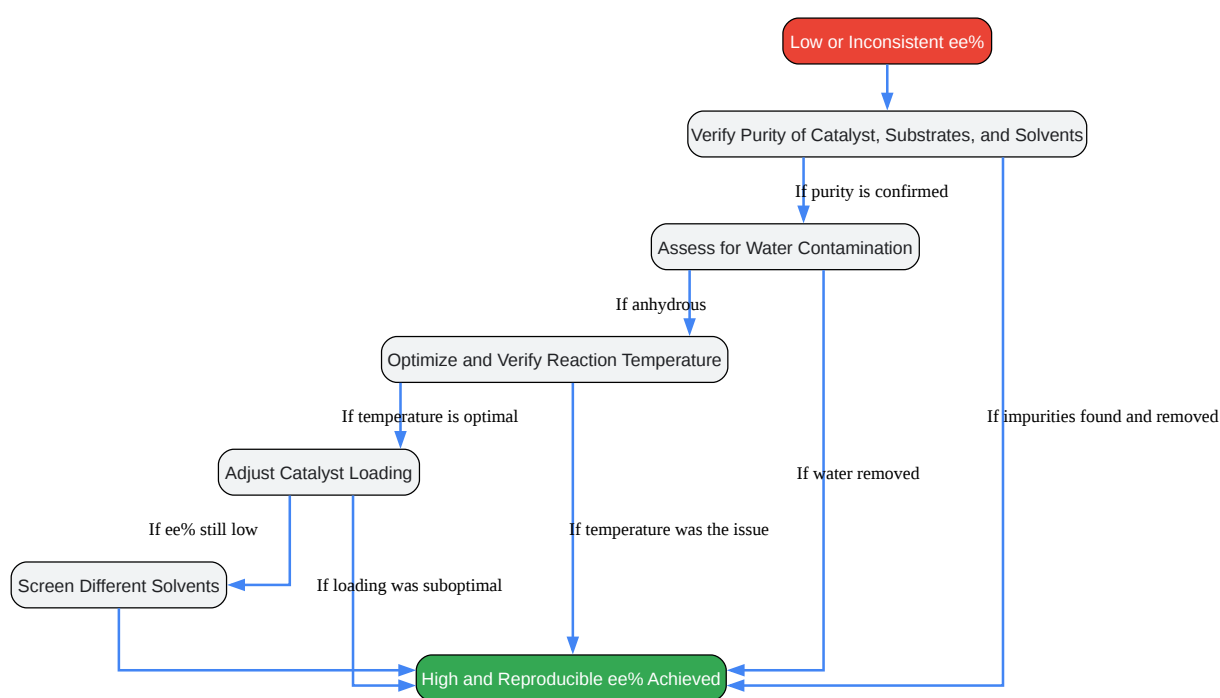 Low or Inconsistent ee%
Verify Purity of Catalyst, Substrates, and Solvents
If purity is confirmed
Assess for Water Contamination
If anhydrous
Optimize and Verify Reaction Temperature
If temperature is optimal
If impurities found and removed
Adjust Catalyst Loading
If water removed
If ee% still low
If temperature was the issue
Screen Different Solvents
If loading was suboptimal
High and Reproducible ee% Achieved